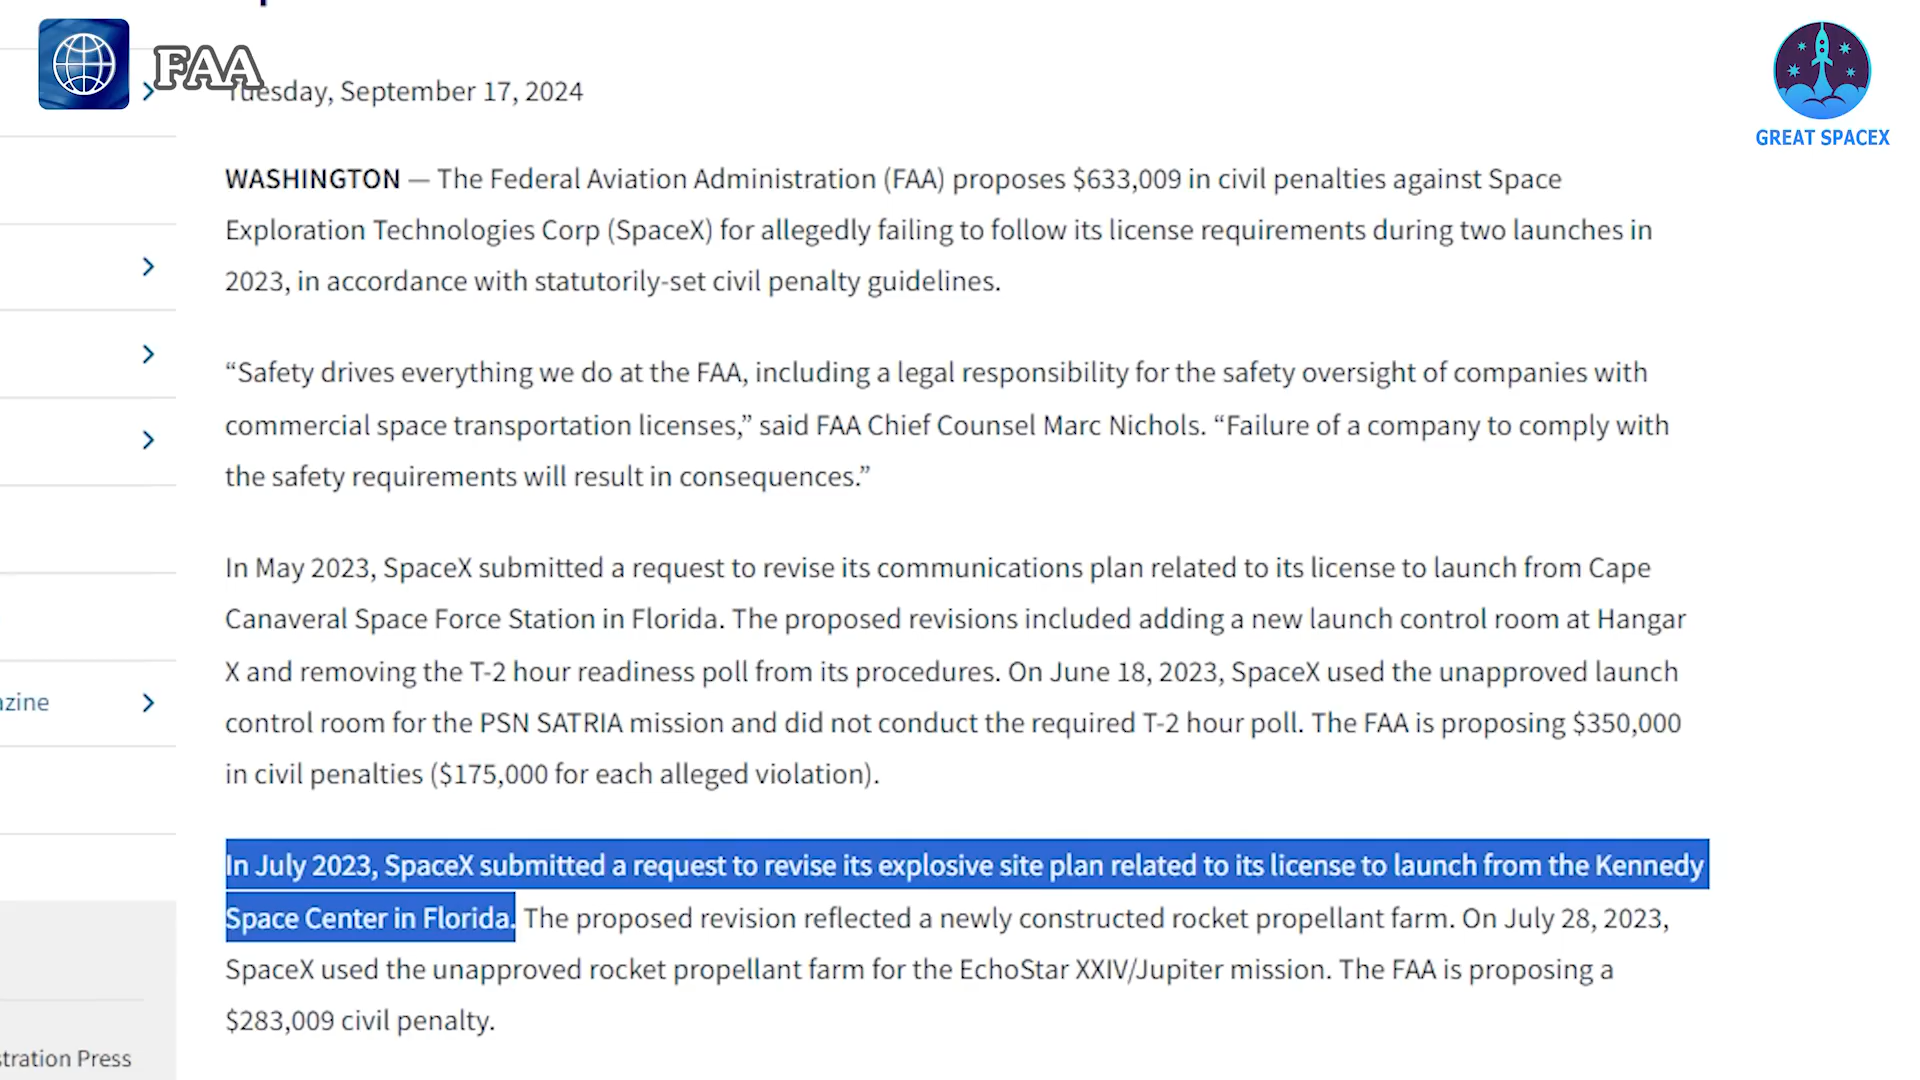 FAA
Tuesday, September 17, 2024
GREAT SPACEX
WASHINGTON — The Federal Aviation Administration (FAA) proposes $633,009 in civil penalties against Space
Exploration Technologies Corp (SpaceX) for allegedly failing to follow its license requirements during two launches in
2023, in accordance with statutorily-set civil penalty guidelines.
“Safety drives everything we do at the FAA, including a legal responsibility for the safety oversight of companies with
commercial space transportation licenses,” said FAA Chief Counsel Marc Nichols. “Failure of a company to comply with
the safety requirements will result in consequences.”
In May 2023, SpaceX submitted a request to revise its communications plan related to its license to launch from Cape
Canaveral Space Force Station in Florida. The proposed revisions included adding a new launch control room at Hangar
X and removing the T-2 hour readiness poll from its procedures. On June 18, 2023, SpaceX used the unapproved launch
control room for the PSN SATRIA mission and did not conduct the required T-2 hour poll. The FAA is proposing $350,000
in civil penalties ($175,000 for each alleged violation).
In July 2023, SpaceX submitted a request to revise its explosive site plan related to its license to launch from the Kennedy
Space Center in Florida. The proposed revision reflected a newly constructed rocket propellant farm. On July 28, 2023,
SpaceX used the unapproved rocket propellant farm for the EchoStar XXIV/Jupiter mission. The FAA is proposing a
$283,009 civil penalty.
azine
stration Press